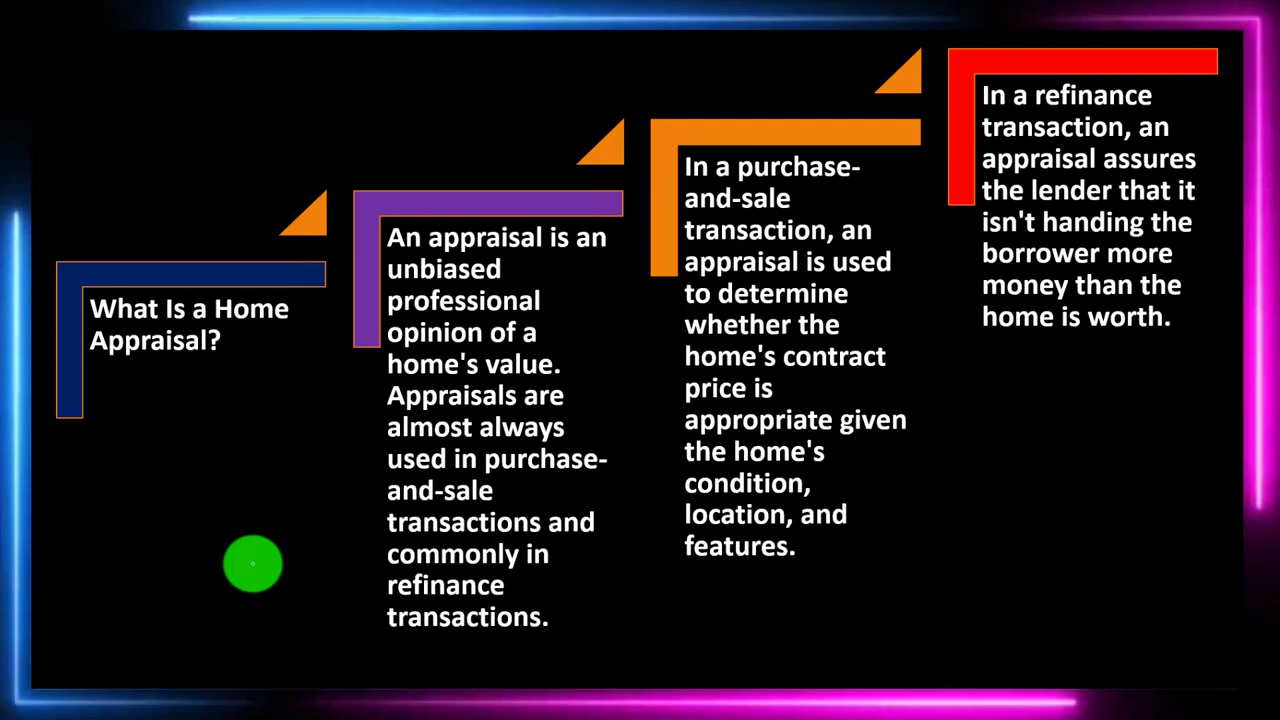 What Is a Home
Appraisal?
An appraisal is an
unbiased
professional
opinion of a
home's value.
Appraisals are
almost always
used in purchase-
and-sale
transactions and
commonly in
refinance
transactions.
In a purchase-
and-sale
transaction, an
appraisal is used
to determine
whether the
home's contract
price is
appropriate given
the home's
condition,
location, and
features.
In a refinance
transaction, an
appraisal assures
the lender that it
isn't handing the
borrower more
money than the
home is worth.